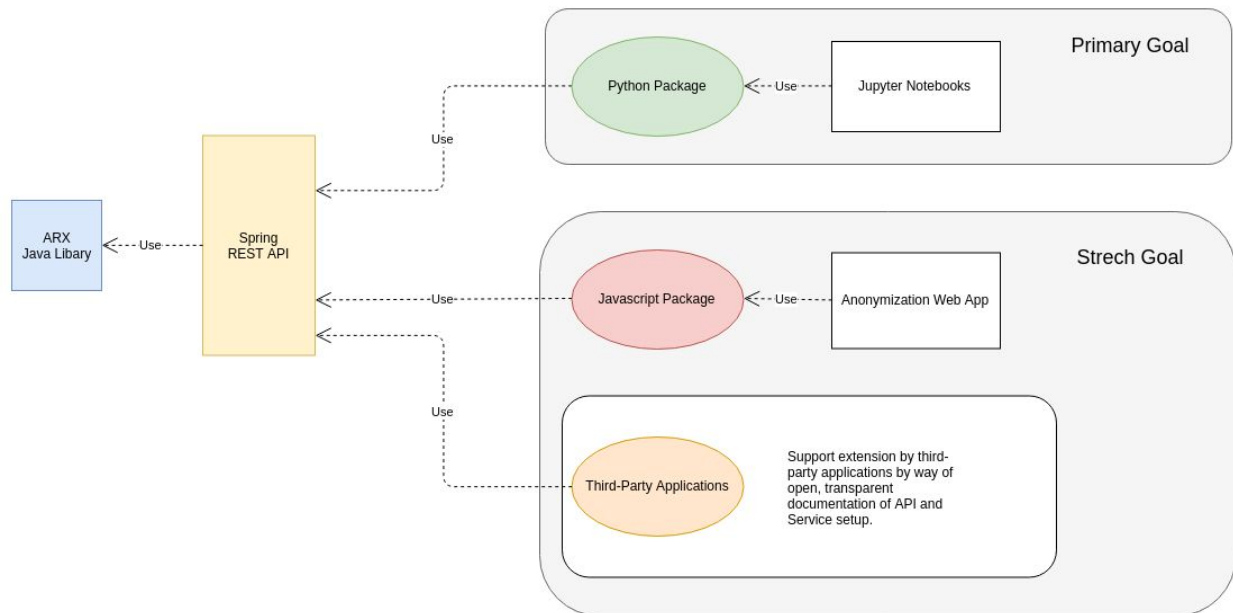 Primary Goal
Python Package
Use
Jupyter Notebooks
Use
ARX
Java Libary
Use
Spring
REST API
Strech Goal
Use
Javascript Package
Use
Anonymization Web App
Use
Third-Party Applications
Support extension by third-
party applications by way of
open, transparent
documentation of API and
Service setup.